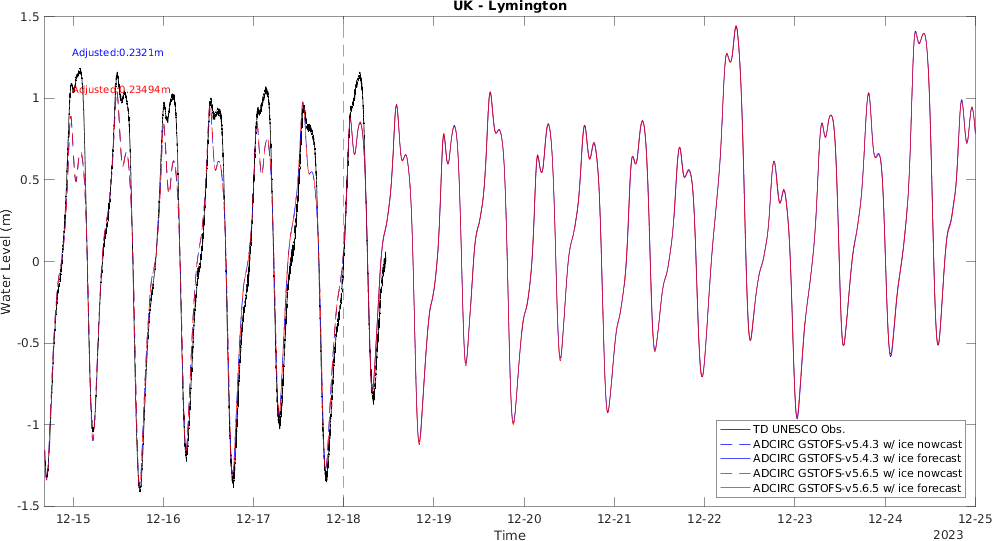 UK - Lymington
1.5
1
0.5
0
-0.5
-1
-1.5
Water Level (m)
Adjusted:0.2321m
Adjusted:0.23494m
TD UNESCO Obs.
ADCIRC GSTOFS-v5.4.3 w/ ice nowcast
ADCIRC GSTOFS-v5.4.3 w/ ice forecast
ADCIRC GSTOFS-v5.6.5 w/ ice nowcast
ADCIRC GSTOFS-v5.6.5 w/ ice forecast
12-15 12-16 12-17 12-18 12-19 12-20 12-21 12-22 12-23 12-24 12-25
Time
2023